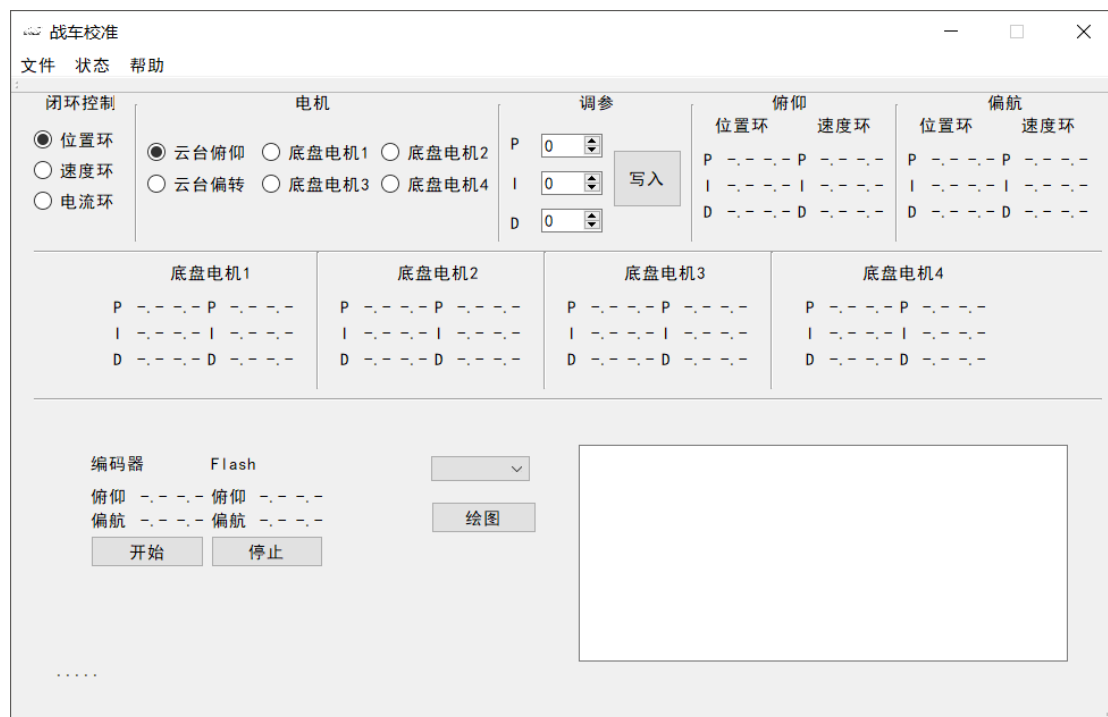 战车校准
文件 状态 帮助
闭环控制 电机 调参 俯仰 偏航
位置环 速度环 位置环 速度环
位置环 云台俯仰 底盘电机1 底盘电机2 P 0
速度环 云台偏转 底盘电机3 底盘电机4 I 0 写入
电流环 D 0
P -.- -.- P -.- -.- P -.- -.- P -.- -.-
I -.- -.- I -.- -.- I -.- -.- I -.- -.-
D -.- -.- D -.- -.- D -.- -.- D -.- -.-
底盘电机1 底盘电机2 底盘电机3 底盘电机4
P -.- -.- P -.- -.- P -.- -.- P -.- -.- P -.- -.- P -.- -.- P -.- -.- P -.- -.-
I -.- -.- I -.- -.- I -.- -.- I -.- -.- I -.- -.- I -.- -.- I -.- -.- I -.- -.-
D -.- -.- D -.- -.- D -.- -.- D -.- -.- D -.- -.- D -.- -.- D -.- -.- D -.- -.-
编码器 Flash
俯仰 -.- -.- 俯仰 -.- -.-
偏航 -.- -.- 偏航 -.- -.-
开始 停止
绘图
.....